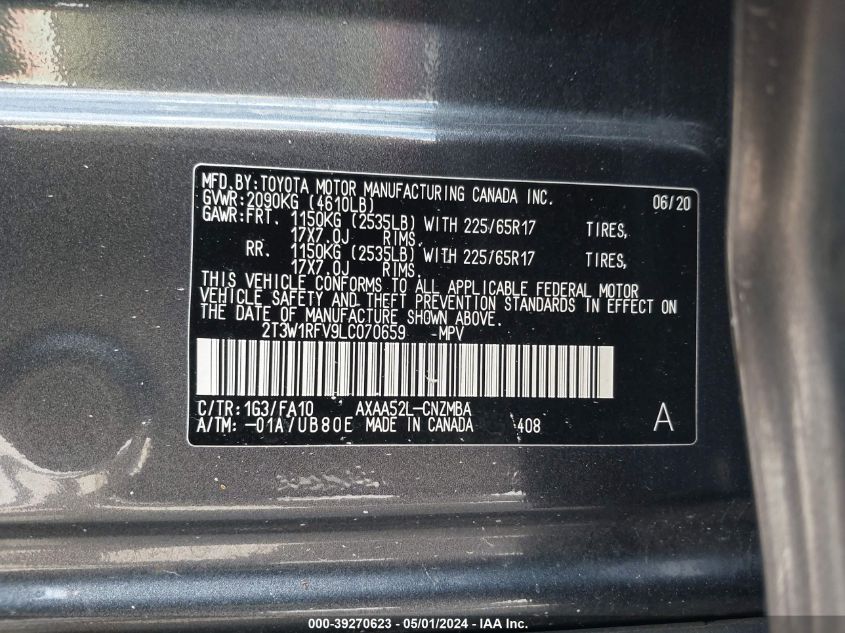 MFD.BY:TOYOTA MOTOR MANUFACTURING CANADA INC. 06/20
GVWR:2090KG (4610LB)
GAWR:FRT. 1150KG (2535LB) WITH 225/65R17 TIRES,
17X7.0J RIMS,
RR. 1150KG (2535LB) WITH 225/65R17 TIRES,
17X7.0J RIMS.
THIS VEHICLE CONFORMS TO ALL APPLICABLE FEDERAL MOTOR
VEHICLE SAFETY AND THEFT PREVENTION STANDARDS IN EFFECT ON
THE DATE OF MANUFACTURE SHOWN ABOVE.
2T3W1RFV9LC070659 -MPV
C/TR:1G3/FA10 AXAA52L-CNZMBA
A/TM:-01A/UB80E MADE IN CANADA 408 A
000-39270623 - 05/01/2024 - IAA Inc.